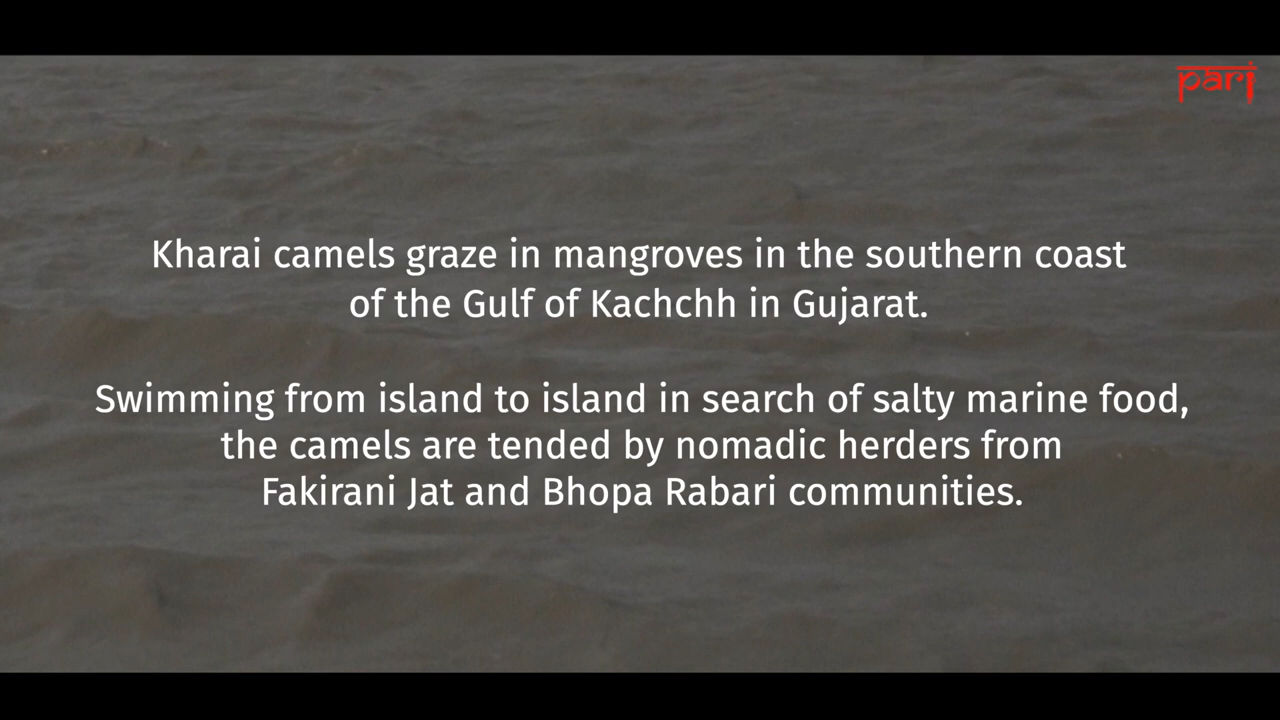 pari
Kharai camels graze in mangroves in the southern coast
of the Gulf of Kachchh in Gujarat.
Swimming from island to island in search of salty marine food,
the camels are tended by nomadic herders from
Fakirani Jat and Bhopa Rabari communities.